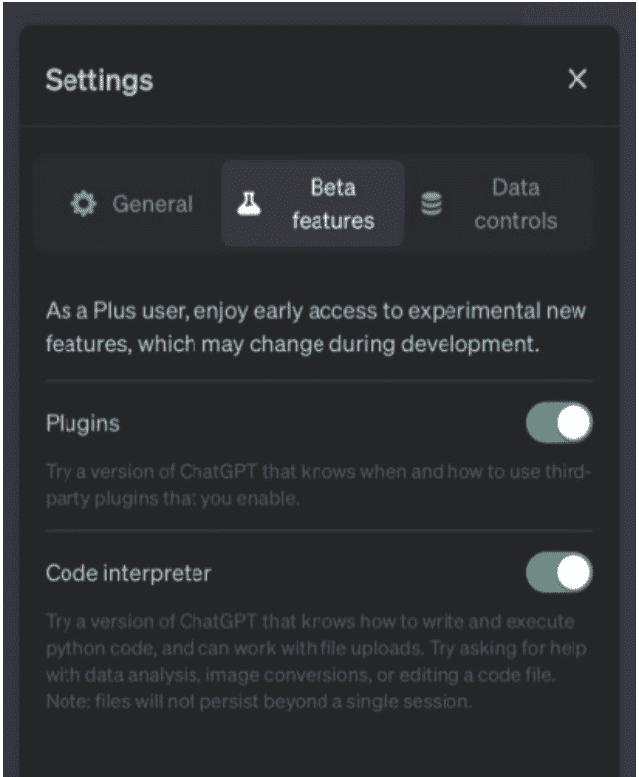 Settings
General
Beta
features
Data
controls
As a Plus user, enjoy early access to experimental new
features, which may change during development.
Plugins
Try a version of ChatGPT that knows when and how to use third-
party plugins that you enable.
Code interpreter
Try a version of ChatGPT that knows how to write and execute
python code, and can work with file uploads. Try asking for help
with data analysis, image conversions, or editing a code file.
Note: files will not persist beyond a single session.